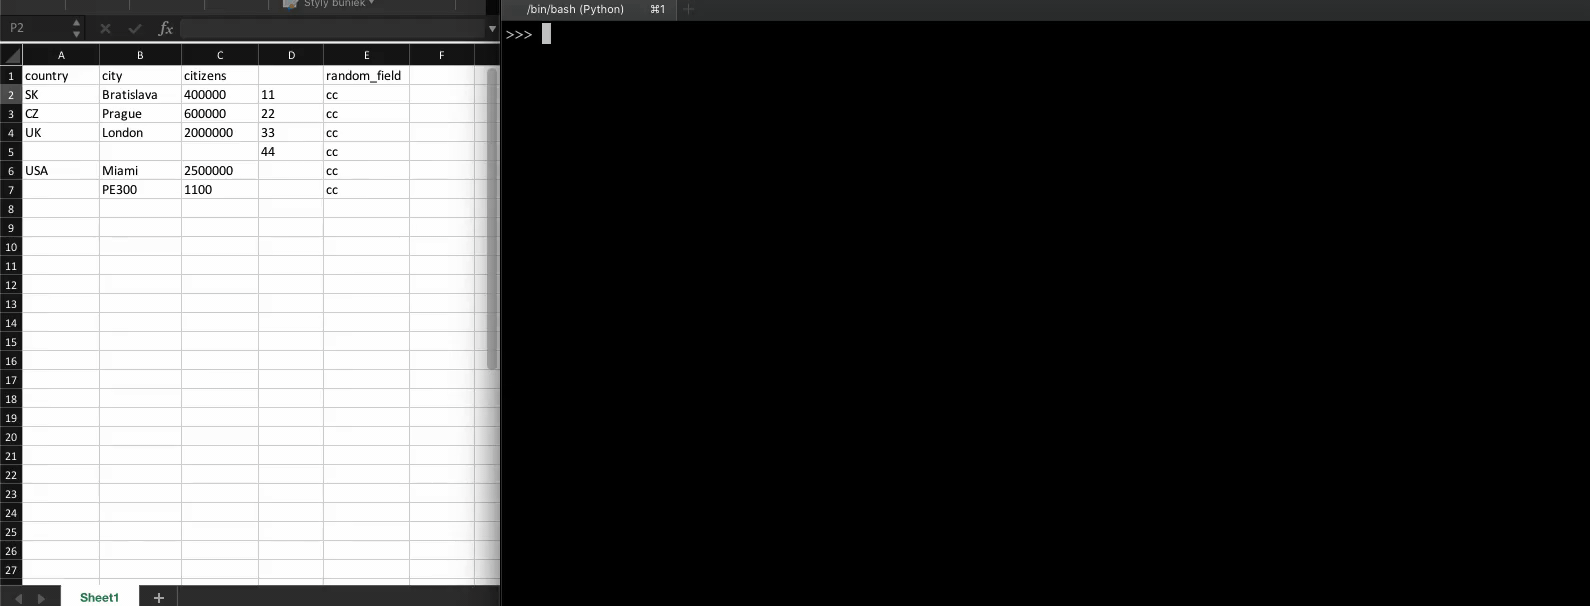 Štýly buniek
/bin/bash (Python) ⌘1 +
P2 fx
>>>
A B C D E F
1 country city citizens random_field
2 SK Bratislava 400000 11 cc
3 CZ Prague 600000 22 cc
4 UK London 2000000 33 cc
5 44 cc
6 USA Miami 2500000 cc
7 PE300 1100 cc
8
9
10
11
12
13
14
15
16
17
18
19
20
21
22
23
24
25
26
27
Sheet1 +